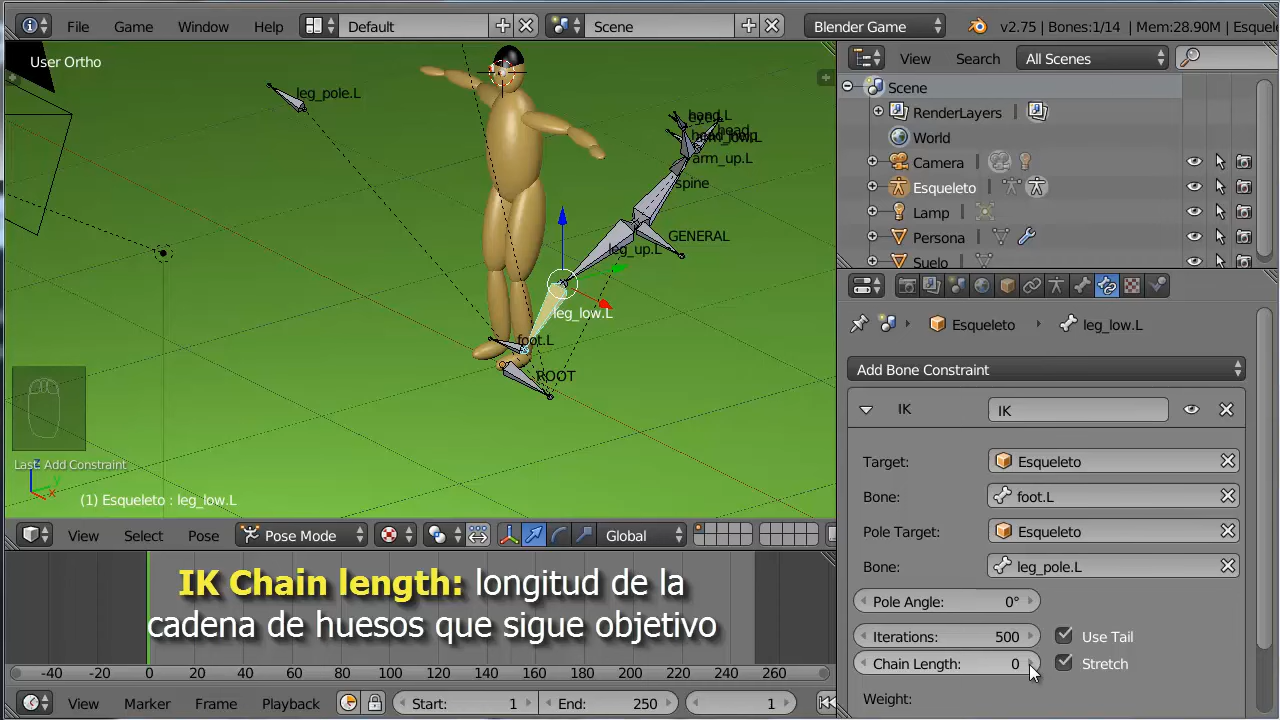 File Game Window Help Default Scene Blender Game v2.75 | Bones:1/14 | Mem:28.90M | Esquele
User Ortho
View Search All Scenes
Scene
RenderLayers |
World
Camera |
Esqueleto |
Lamp |
Persona |
Suelo |
leg_pole.L
hand.L
head
arm_low.L
arm_up.L
spine
GENERAL
leg_up.L
leg_low.L
foot.L
ROOT
Esqueleto leg_low.L
Add Bone Constraint
IK IK
Target: Esqueleto
Bone: foot.L
Pole Target: Esqueleto
Bone: leg_pole.L
Pole Angle: 0°
Iterations: 500 Use Tail
Chain Length: 0 Stretch
Weight:
Last: Add Constraint
z
y
x
(1) Esqueleto : leg_low.L
View Select Pose Pose Mode Global
IK Chain length: longitud de la
cadena de huesos que sigue objetivo
-40 -20 0 20 40 60 80 100 120 140 160 180 200 220 240 260
View Marker Frame Playback Start: 1 End: 250 1